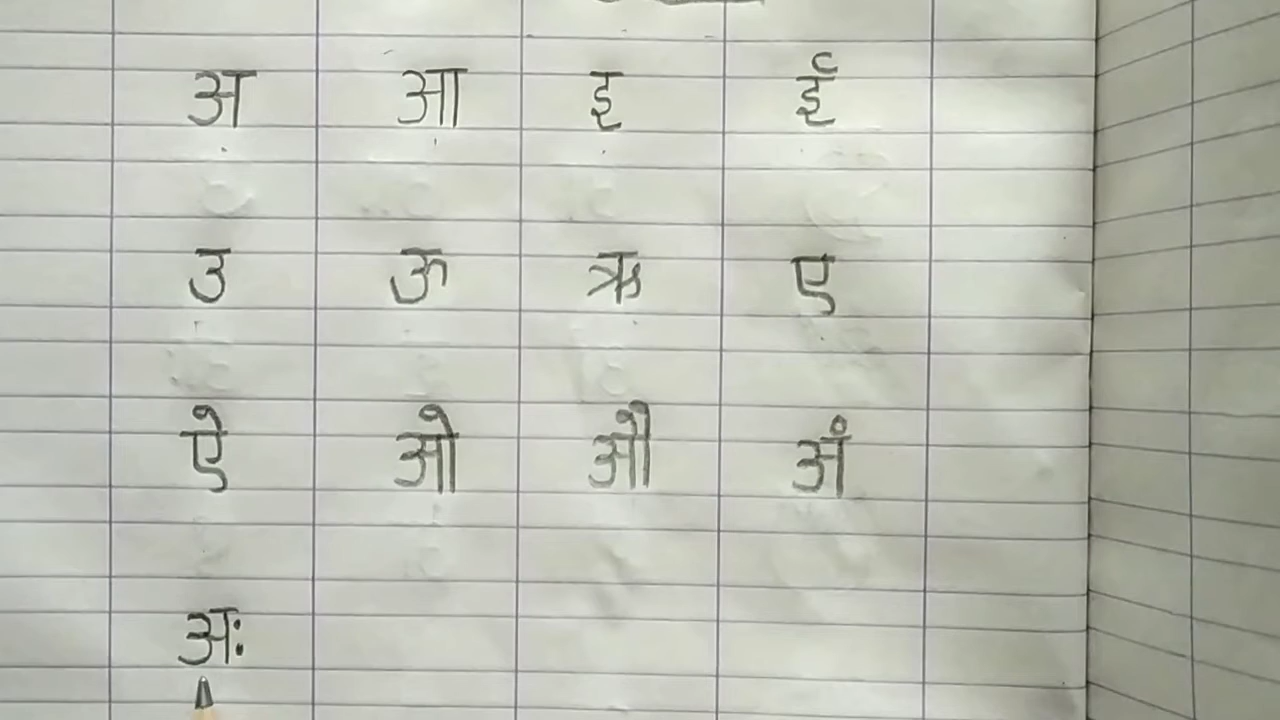 अ आ इ ई
उ ऊ ऋ ए
ऐ ओ औ अं
अः